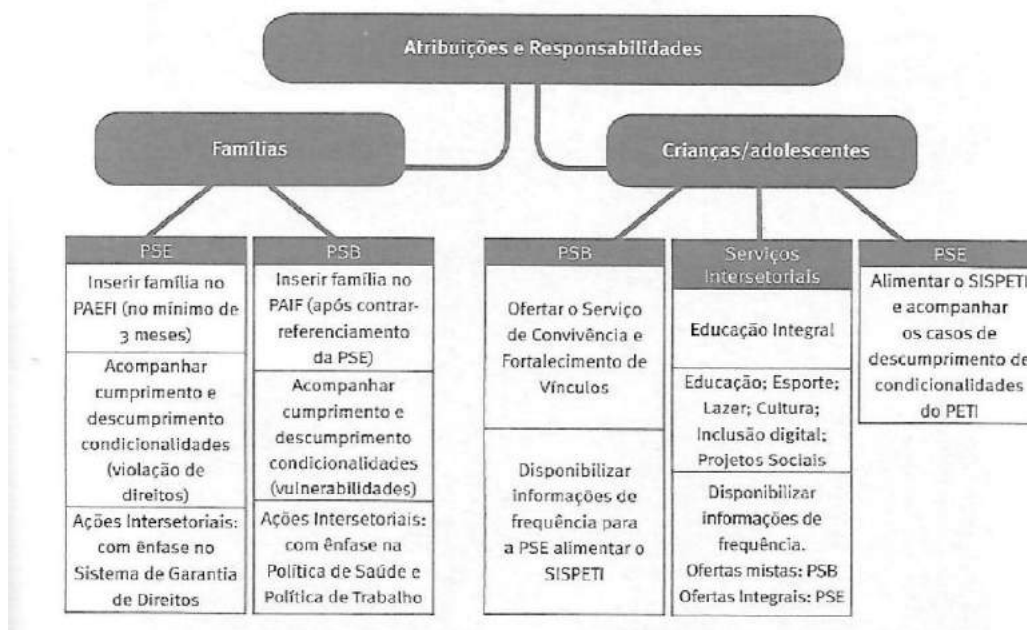 Atribuições e Responsabilidades
Famílias
Crianças/adolescentes
PSE
Inserir família no
PAEFI (no mínimo de
3 meses)
Acompanhar
cumprimento e
descumprimento
condicionalidades
(violação de
direitos)
Ações Intersetoriais:
com ênfase no
Sistema de Garantia
de Direitos
PSB
Inserir família no
PAIF (após contrar-
referenciamento
da PSE)
Acompanhar
cumprimento e
descumprimento
condicionalidades
(vulnerabilidades)
Ações Intersetoriais:
com ênfase na
Política de Saúde e
Política de Trabalho
PSB
Ofertar o Serviço
de Convivência e
Fortalecimento de
Vínculos
Disponibilizar
informações de
frequência para
a PSE alimentar o
SISPETI
Serviços
Intersetoriais
Educação Integral
Educação; Esporte;
Lazer; Cultura;
Inclusão digital;
Projetos Sociais
Disponibilizar
informações de
frequência.
Ofertas mistas: PSB
Ofertas Integrais: PSE
PSE
Alimentar o SISPETI
e acompanhar
os casos de
descumprimento de
condicionalidades
do PETI